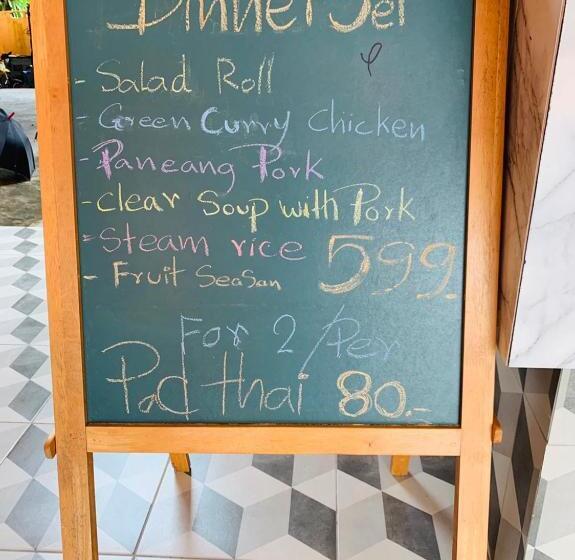 Dinner Set
- Salad Roll
- Green Curry Chicken
- Paneang Pork
- clear Soup with Pork
- Steam rice 599.
- Fruit Seasan
For 2/Per
Pad thai 80.-